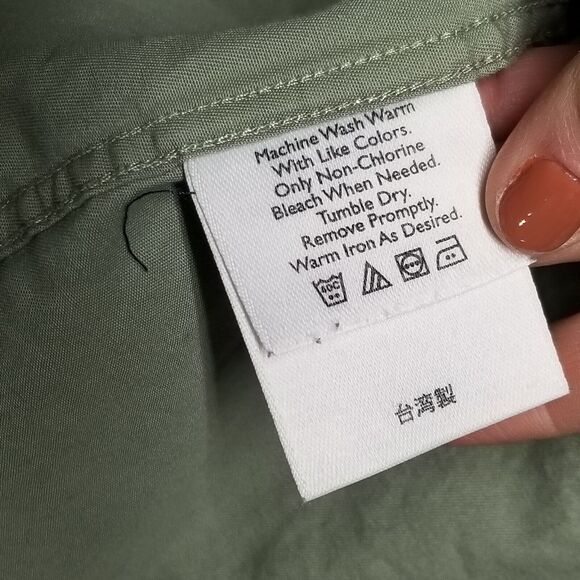 Machine Wash Warm
With Like Colors.
Only Non-Chlorine
Bleach When Needed.
Tumble Dry.
Remove Promptly.
Warm Iron As Desired.
40C
台湾製